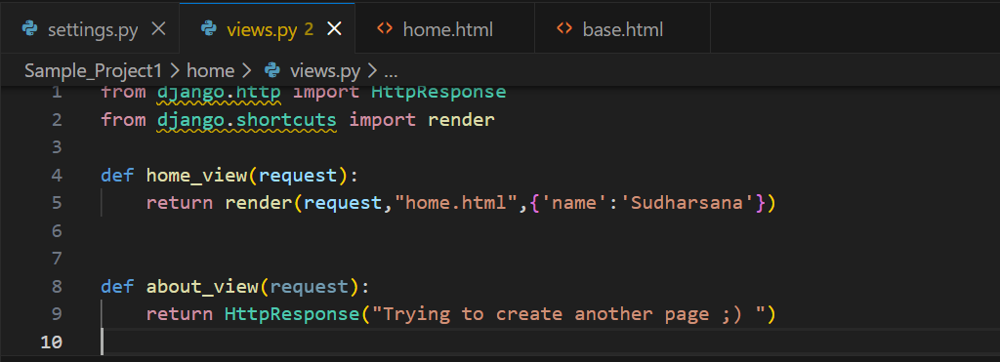 settings.py
views.py 2
home.html
base.html
Sample_Project1 > home > views.py > ...
1 from django.http import HttpResponse
2 from django.shortcuts import render
3
4 def home_view(request):
5     return render(request,"home.html",{'name':'Sudharsana'})
6
7
8 def about_view(request):
9     return HttpResponse("Trying to create another page ;) ")
10